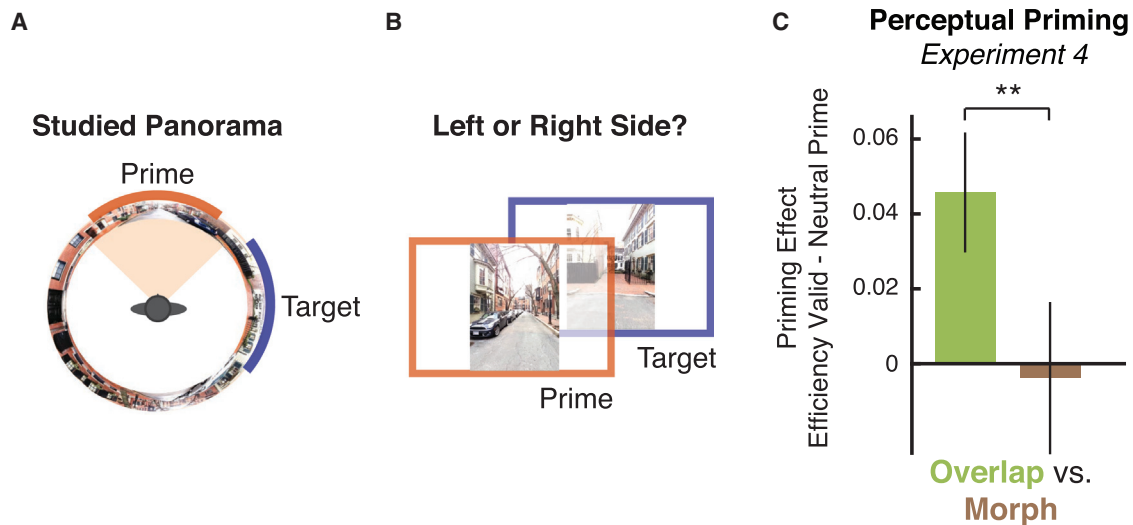 A
Studied Panorama
Prime
Target
B
Left or Right Side?
Target
Prime
C
Perceptual Priming
Experiment 4
**
Priming Effect
Efficiency Valid - Neutral Prime
0.06
0.04
0.02
0
Overlap vs.
Morph